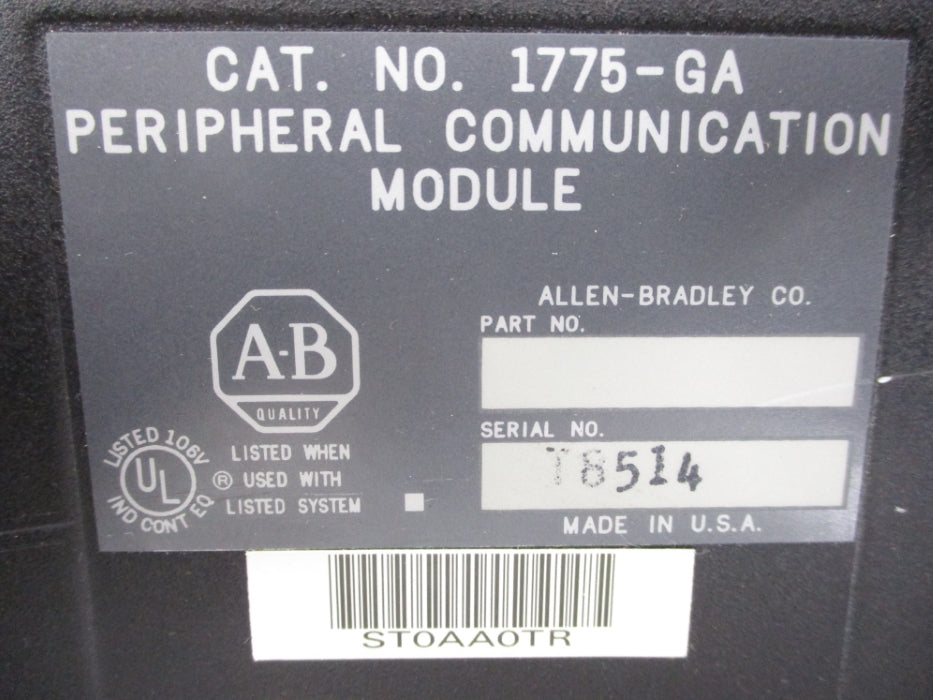 CAT. NO. 1775-GA
PERIPHERAL COMMUNICATION
MODULE
ALLEN-BRADLEY CO.
PART NO.
A-B
QUALITY
SERIAL NO.
T8514
LISTED 106V
UL
IND CONT EQ
®
LISTED WHEN
USED WITH
LISTED SYSTEM
MADE IN U.S.A.
ST0AA0TR